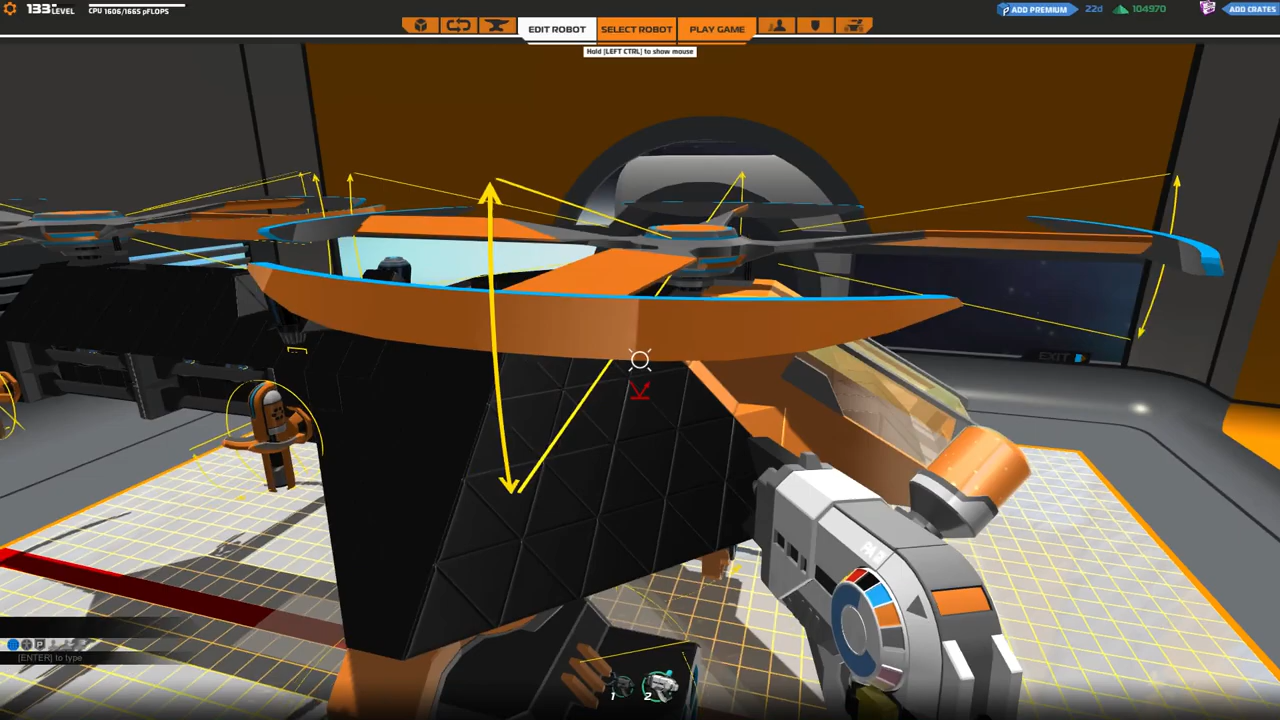 133 LEVEL
CPU 1606/1665 pFLOPS
EDIT ROBOT
SELECT ROBOT
PLAY GAME
ADD PREMIUM
22d
104970
ADD CRATES
Hold [LEFT CTRL] to show mouse
EXIT
[ENTER] to type
1
2